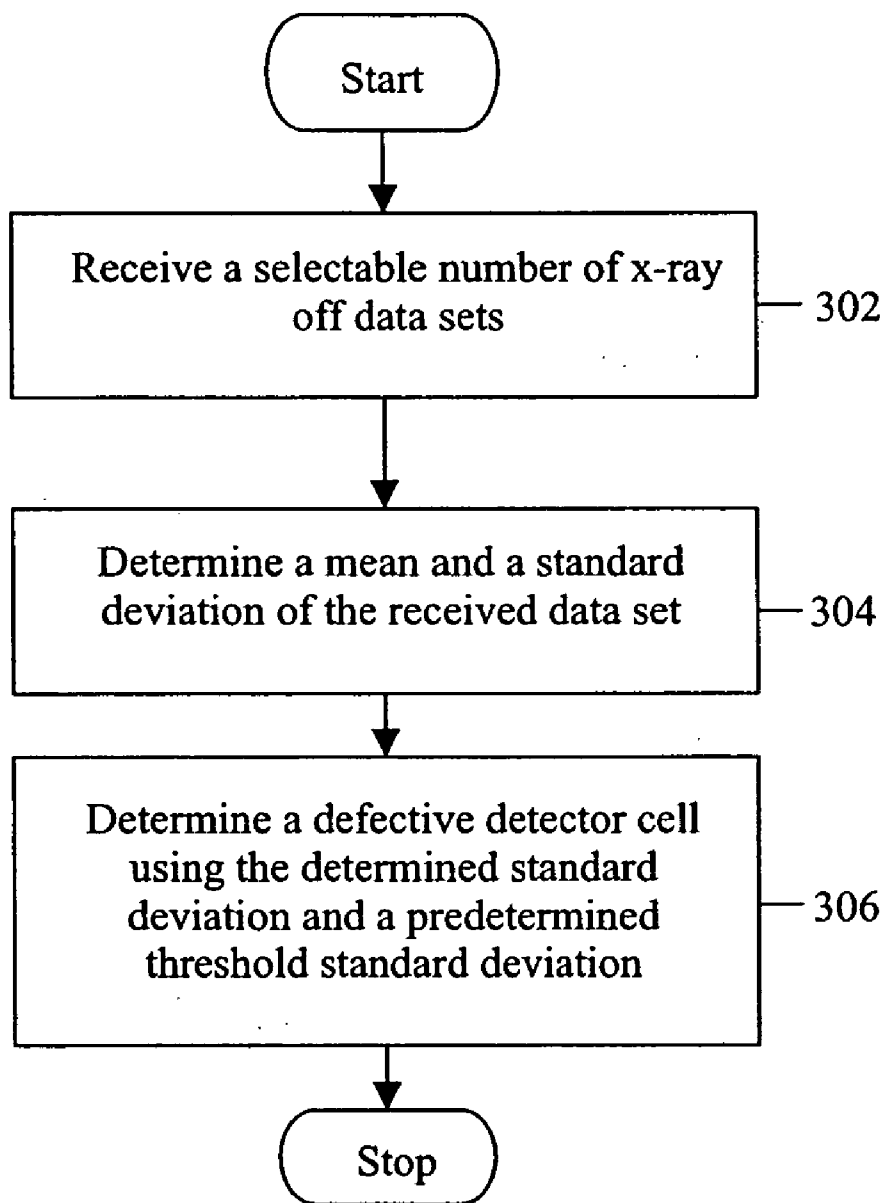 Start
Receive a selectable number of x-ray
off data sets
302
Determine a mean and a standard
deviation of the received data set
304
Determine a defective detector cell
using the determined standard
deviation and a predetermined
threshold standard deviation
306
Stop